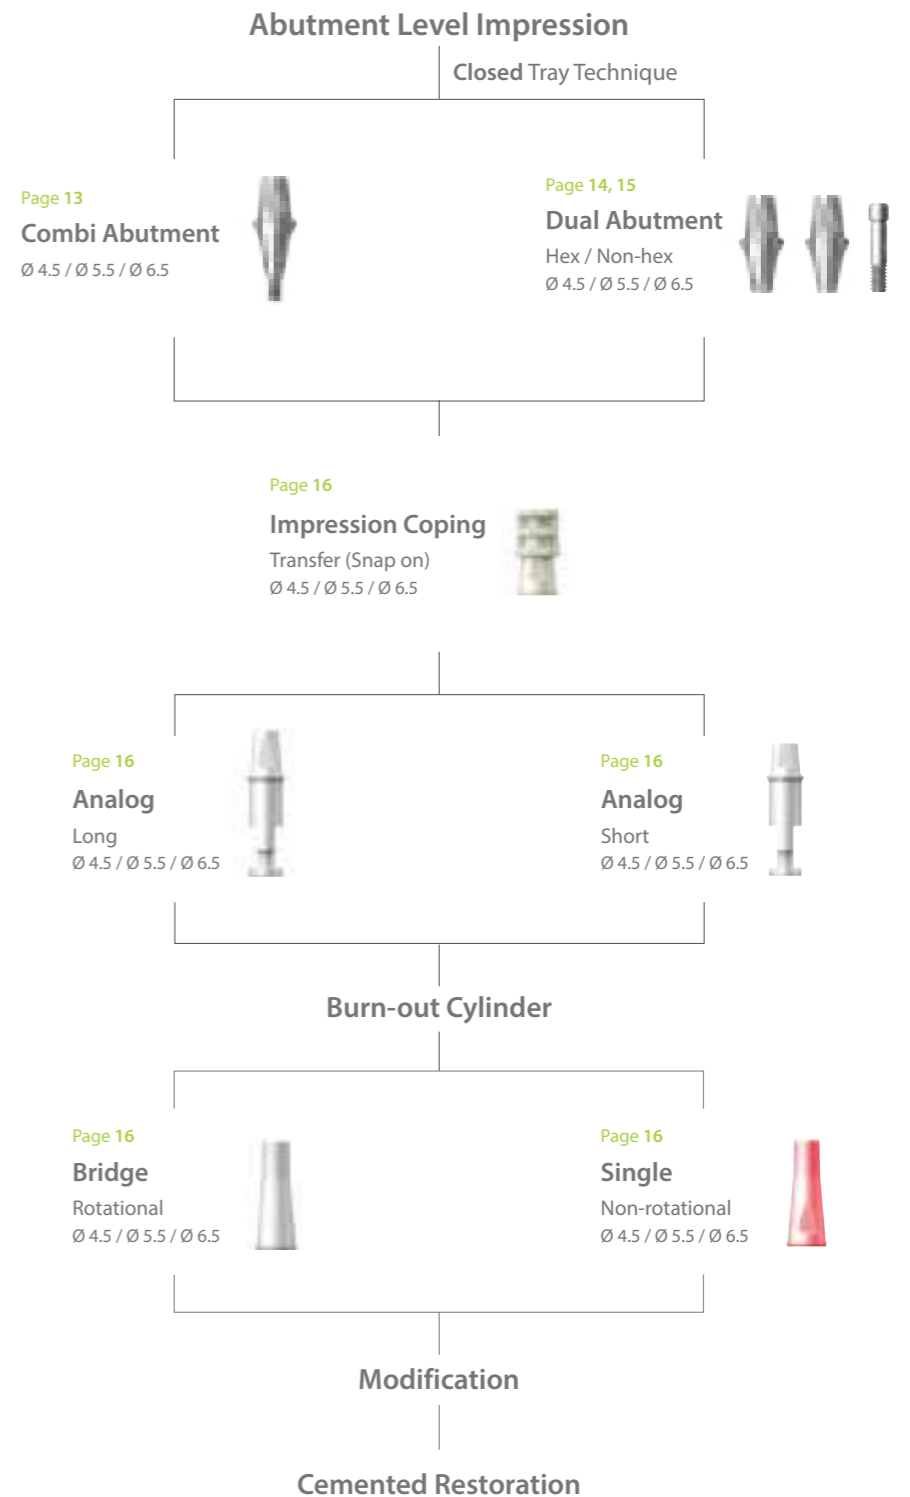 Abutment Level Impression
Closed Tray Technique
Page 13
Combi Abutment
Ø 4.5 / Ø 5.5 / Ø 6.5
Page 14, 15
Dual Abutment
Hex / Non-hex
Ø 4.5 / Ø 5.5 / Ø 6.5
Page 16
Impression Coping
Transfer (Snap on)
Ø 4.5 / Ø 5.5 / Ø 6.5
Page 16
Analog
Long
Ø 4.5 / Ø 5.5 / Ø 6.5
Page 16
Analog
Short
Ø 4.5 / Ø 5.5 / Ø 6.5
Burn-out Cylinder
Page 16
Bridge
Rotational
Ø 4.5 / Ø 5.5 / Ø 6.5
Page 16
Single
Non-rotational
Ø 4.5 / Ø 5.5 / Ø 6.5
Modification
Cemented Restoration